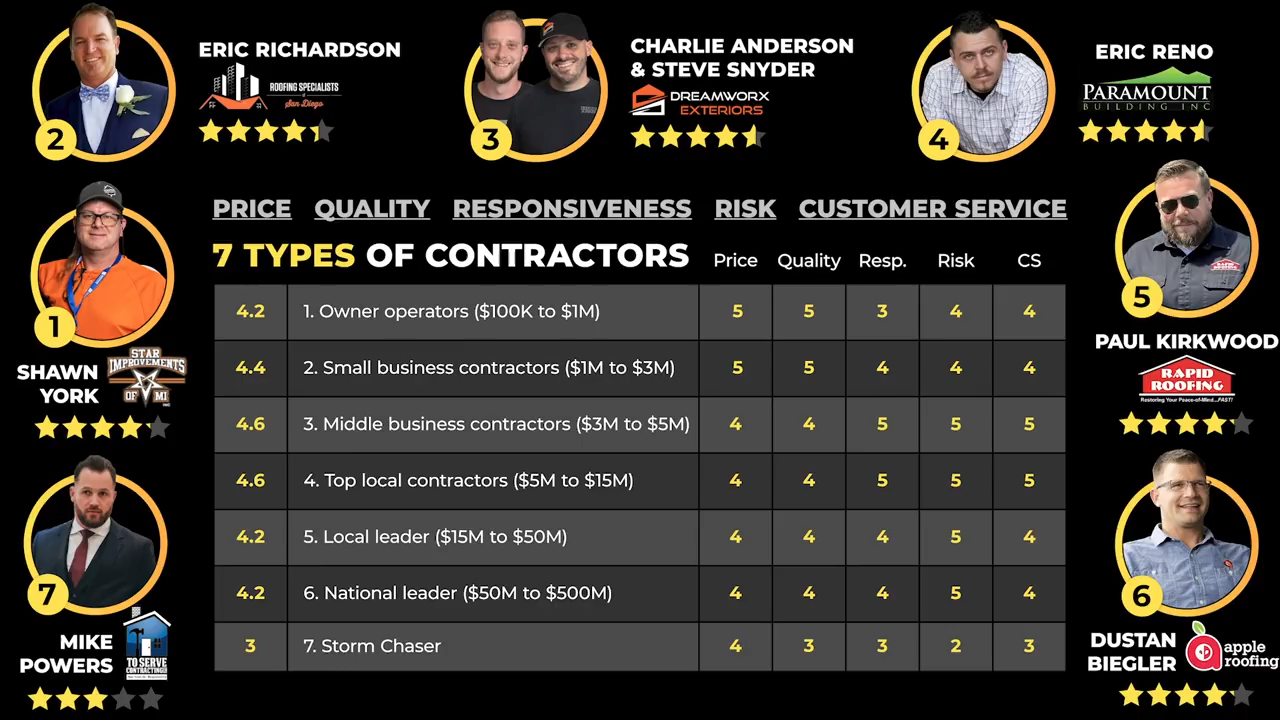 2
ERIC RICHARDSON
ROOFING SPECIALISTS
of San Diego
3
CHARLIE ANDERSON
& STEVE SNYDER
DREAMWORX
EXTERIORS
4
ERIC RENO
PARAMOUNT
BUILDING INC
1
SHAWN
YORK
STAR
IMPROVEMENTS
OF MI
7
MIKE
POWERS
TO SERVE
CONTRACTING
PRICE QUALITY RESPONSIVENESS RISK CUSTOMER SERVICE
7 TYPES OF CONTRACTORS Price Quality Resp. Risk CS
4.2 1. Owner operators ($100K to $1M) 5 5 3 4 4
4.4 2. Small business contractors ($1M to $3M) 5 5 4 4 4
4.6 3. Middle business contractors ($3M to $5M) 4 4 5 5 5
4.6 4. Top local contractors ($5M to $15M) 4 4 5 5 5
4.2 5. Local leader ($15M to $50M) 4 4 4 5 4
4.2 6. National leader ($50M to $500M) 4 4 4 5 4
3 7. Storm Chaser 4 3 3 2 3
5
PAUL KIRKWOOD
RAPID
ROOFING
Restoring Your Peace-of-Mind...FAST!
6
DUSTAN
BIEGLER
apple
roofing